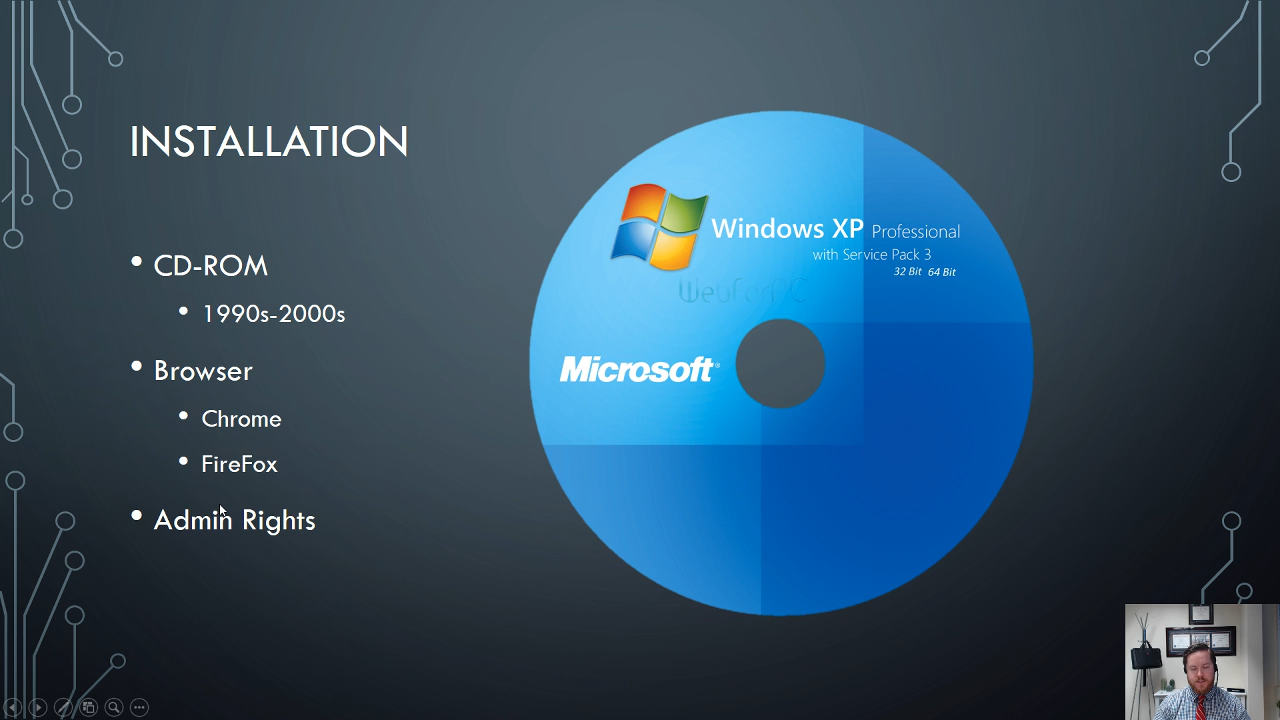 INSTALLATION
CD-ROM
1990s-2000s
Browser
Chrome
FireFox
Admin Rights
Windows XP Professional
with Service Pack 3
32 Bit 64 Bit
WebForPC
Microsoft®